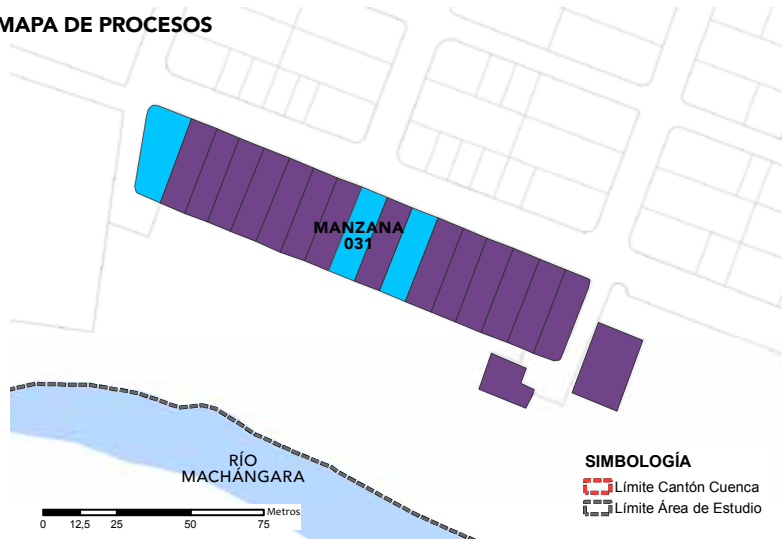 MAPA DE PROCESOS
MANZANA
031
RÍO
MACHÁNGARA
SIMBOLOGÍA
Límite Cantón Cuenca
Límite Área de Estudio
Metros
0 12,5 25 50 75